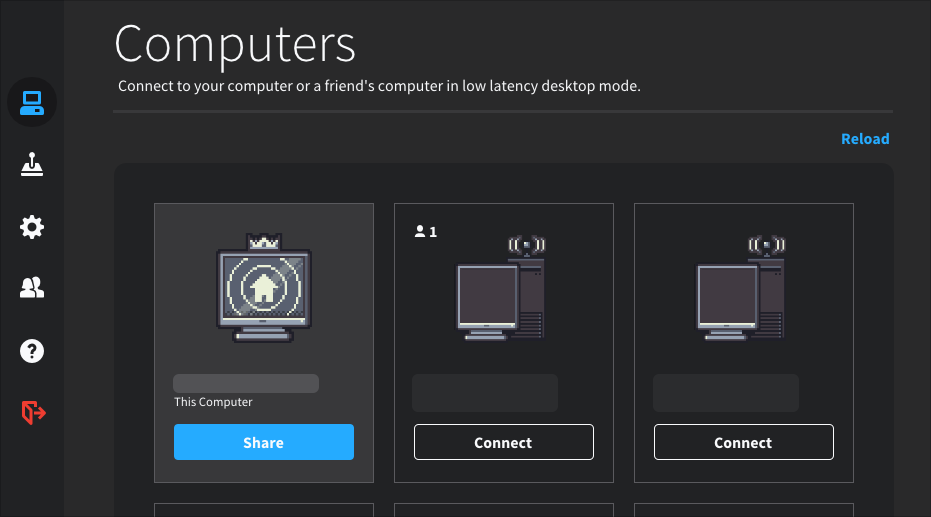 Computers
Connect to your computer or a friend's computer in low latency desktop mode.
Reload
1
This Computer
Share
Connect
Connect
?